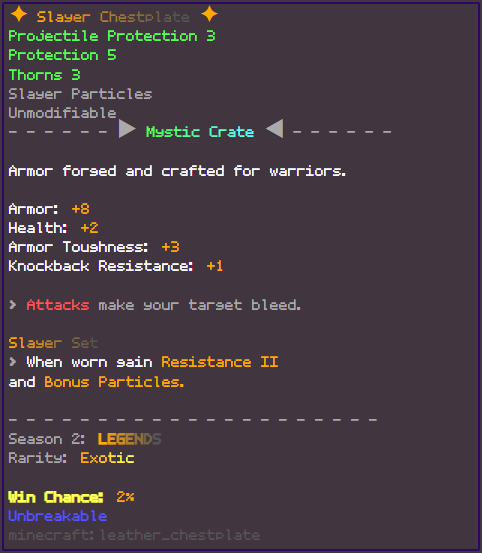 ✦ Slayer Chestplate ✦
Projectile Protection 3
Protection 5
Thorns 3
Slayer Particles
Unmodifiable
- - - - - - ▶ Mystic Crate ◀ - - - - - -
Armor forged and crafted for warriors.
Armor: +8
Health: +2
Armor Toughness: +3
Knockback Resistance: +1
> Attacks make your target bleed.
Slayer Set
> When worn gain Resistance II
and Bonus Particles.
- - - - - - - - - - - - - - - - - - -
Season 2: LEGENDS
Rarity: Exotic
Win Chance: 2%
Unbreakable
minecraft:leather_chestplate